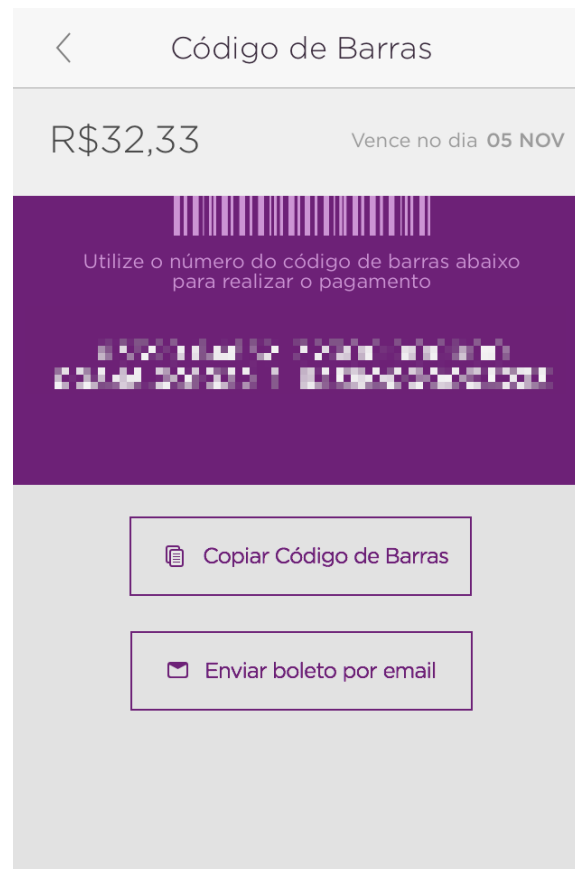 Código de Barras
R$32,33
Vence no dia 05 NOV
Utilize o número do código de barras abaixo
para realizar o pagamento
Copiar Código de Barras
Enviar boleto por email